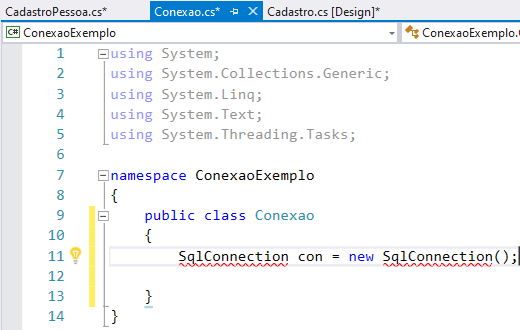 CadastroPessoa.cs* Conexao.cs* Cadastro.cs [Design]*
C# ConexaoExemplo ConexaoExemplo.
1 using System;
2 using System.Collections.Generic;
3 using System.Linq;
4 using System.Text;
5 using System.Threading.Tasks;
6
7 namespace ConexaoExemplo
8 {
9 public class Conexao
10 {
11 SqlConnection con = new SqlConnection();
12
13 }
14 }